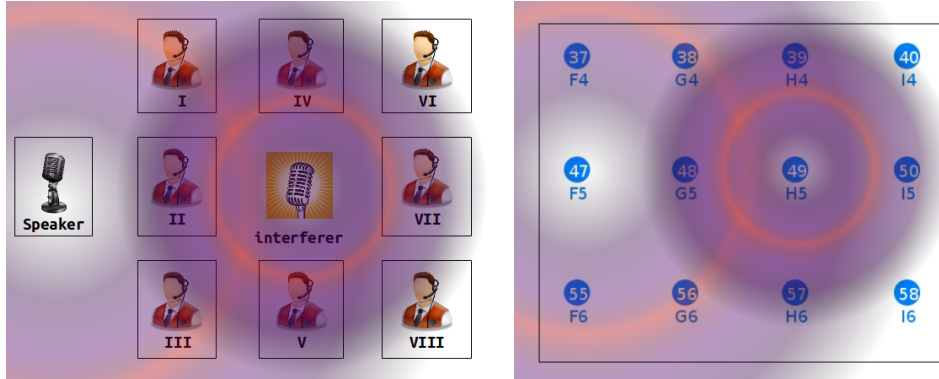 I IV VI
Speaker II interferer VII
III V VIII
37 38 39 40
F4 G4 H4 I4
47 48 49 50
F5 G5 H5 I5
55 56 57 58
F6 G6 H6 I6